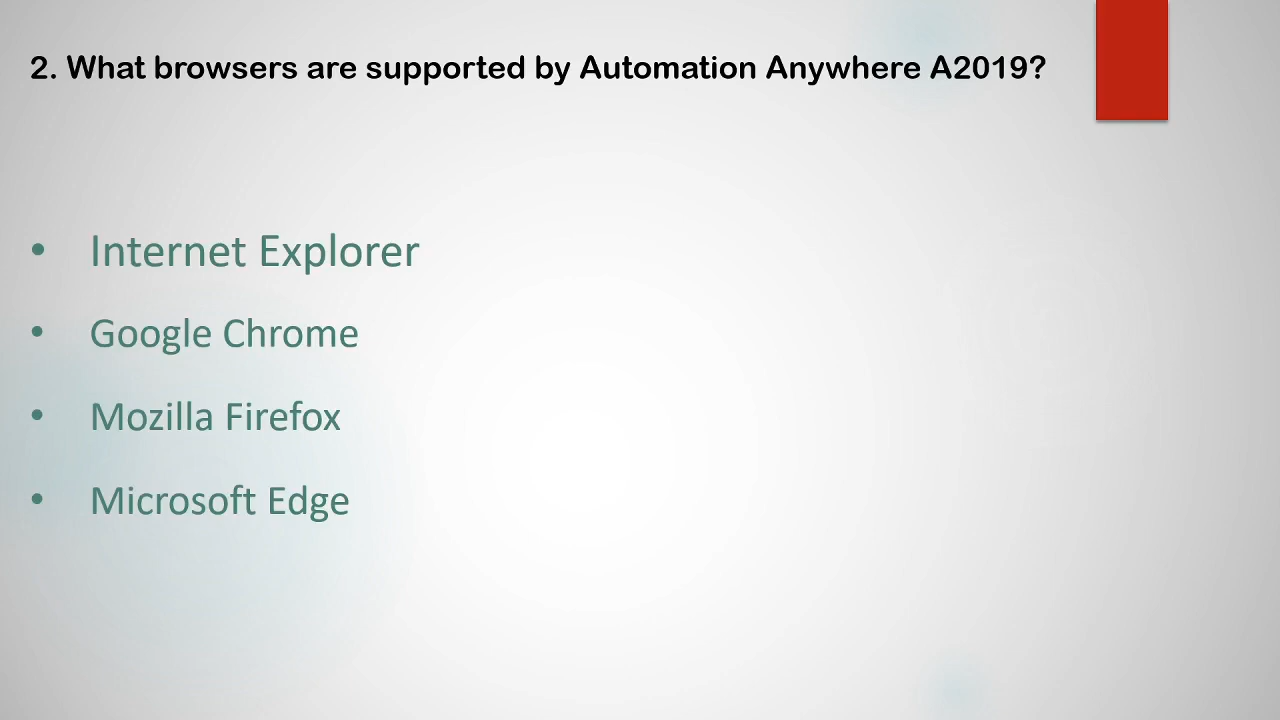 2. What browsers are supported by Automation Anywhere A2019?
• Internet Explorer
• Google Chrome
• Mozilla Firefox
• Microsoft Edge